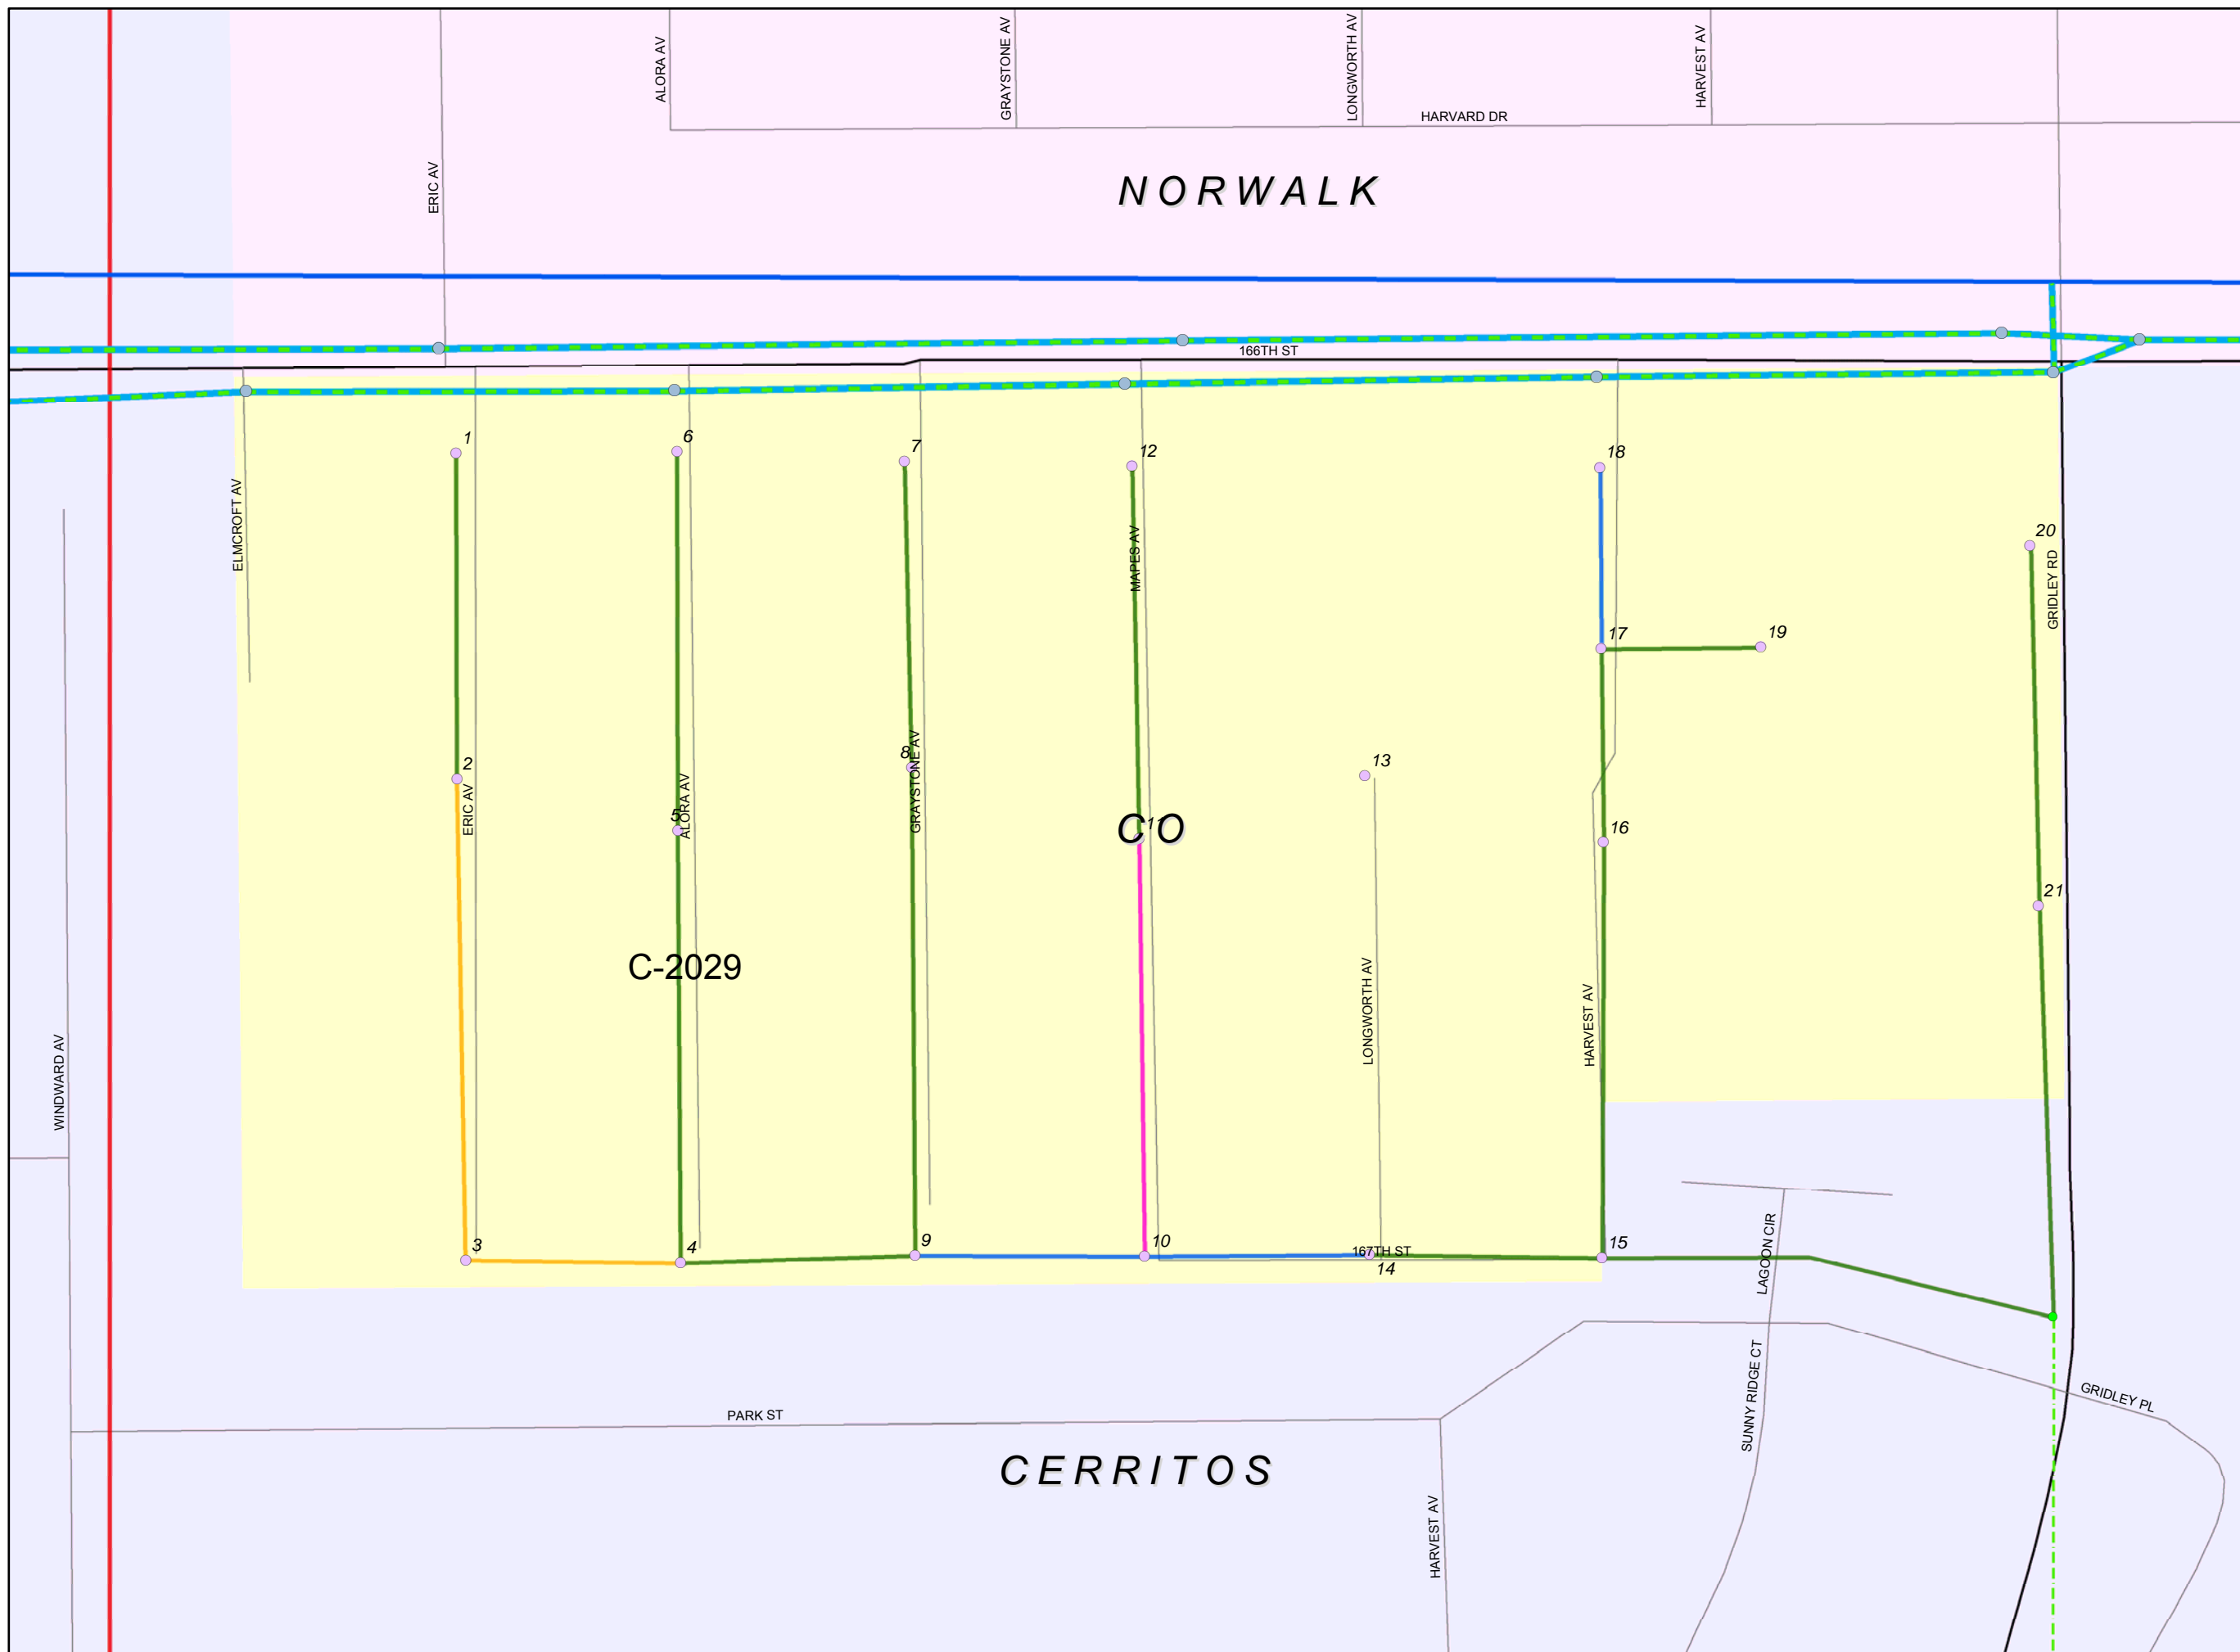 ALORA AV
GRAYSTONE AV
LONGWORTH AV
HARVEST AV
HARVARD DR
ERIC AV
NORWALK
166TH ST
1
6
7
12
18
ELMCROFT AV
MAPES AV
20
GRIDLEY RD
17
19
2
8
13
ERIC AV
5
ALORA AV
GRAYSTONE AV
CO
11
16
21
C-2029
LONGWORTH AV
HARVEST AV
WINDWARD AV
3
4
9
10
167TH ST
14
15
LAGOON CIR
SUNNY RIDGE CT
GRIDLEY PL
PARK ST
CERRITOS
HARVEST AV